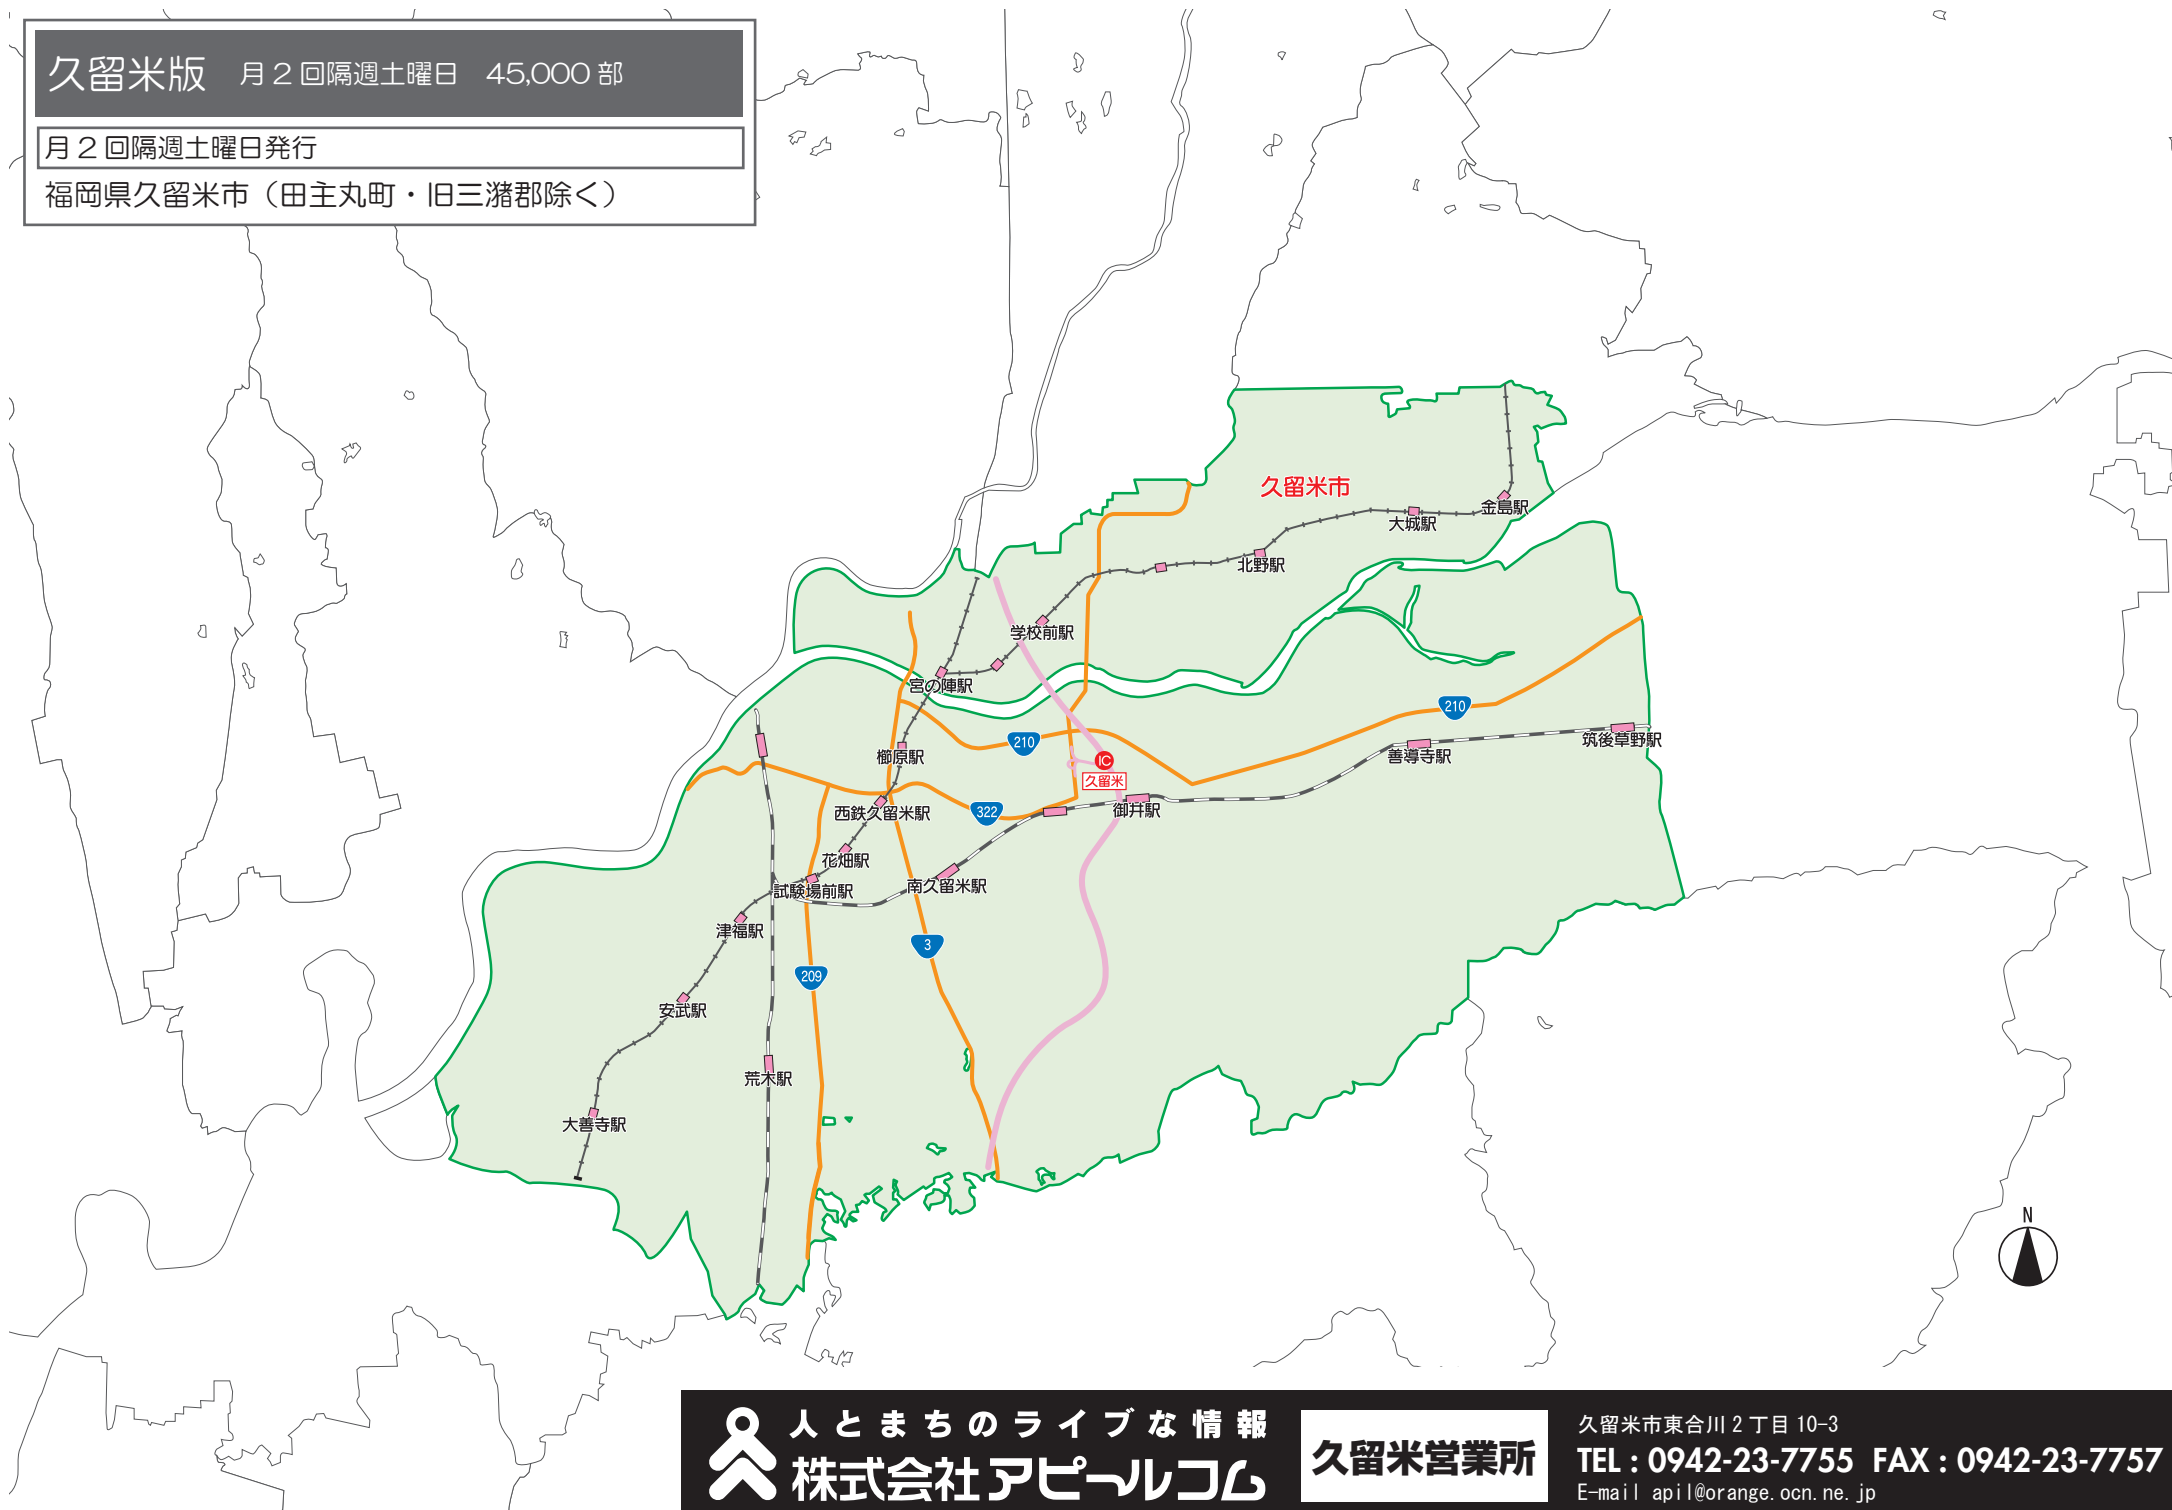 久留米版　月2回隔週土曜日　45,000部
月2回隔週土曜日発行
福岡県久留米市（田主丸町・旧三潴郡除く）
久留米市
金島駅
大城駅
北野駅
学校前駅
宮の陣駅
210
210
筑後草野駅
善導寺駅
櫛原駅
IC
久留米
322
西鉄久留米駅
御井駅
花畑駅
試験場前駅
南久留米駅
津福駅
3
209
安武駅
荒木駅
大善寺駅
N
人とまちのライブな情報
株式会社アピールコム
久留米営業所
久留米市東合川2丁目10-3
TEL : 0942-23-7755 FAX : 0942-23-7757
E-mail apil@orange.ocn.ne.jp